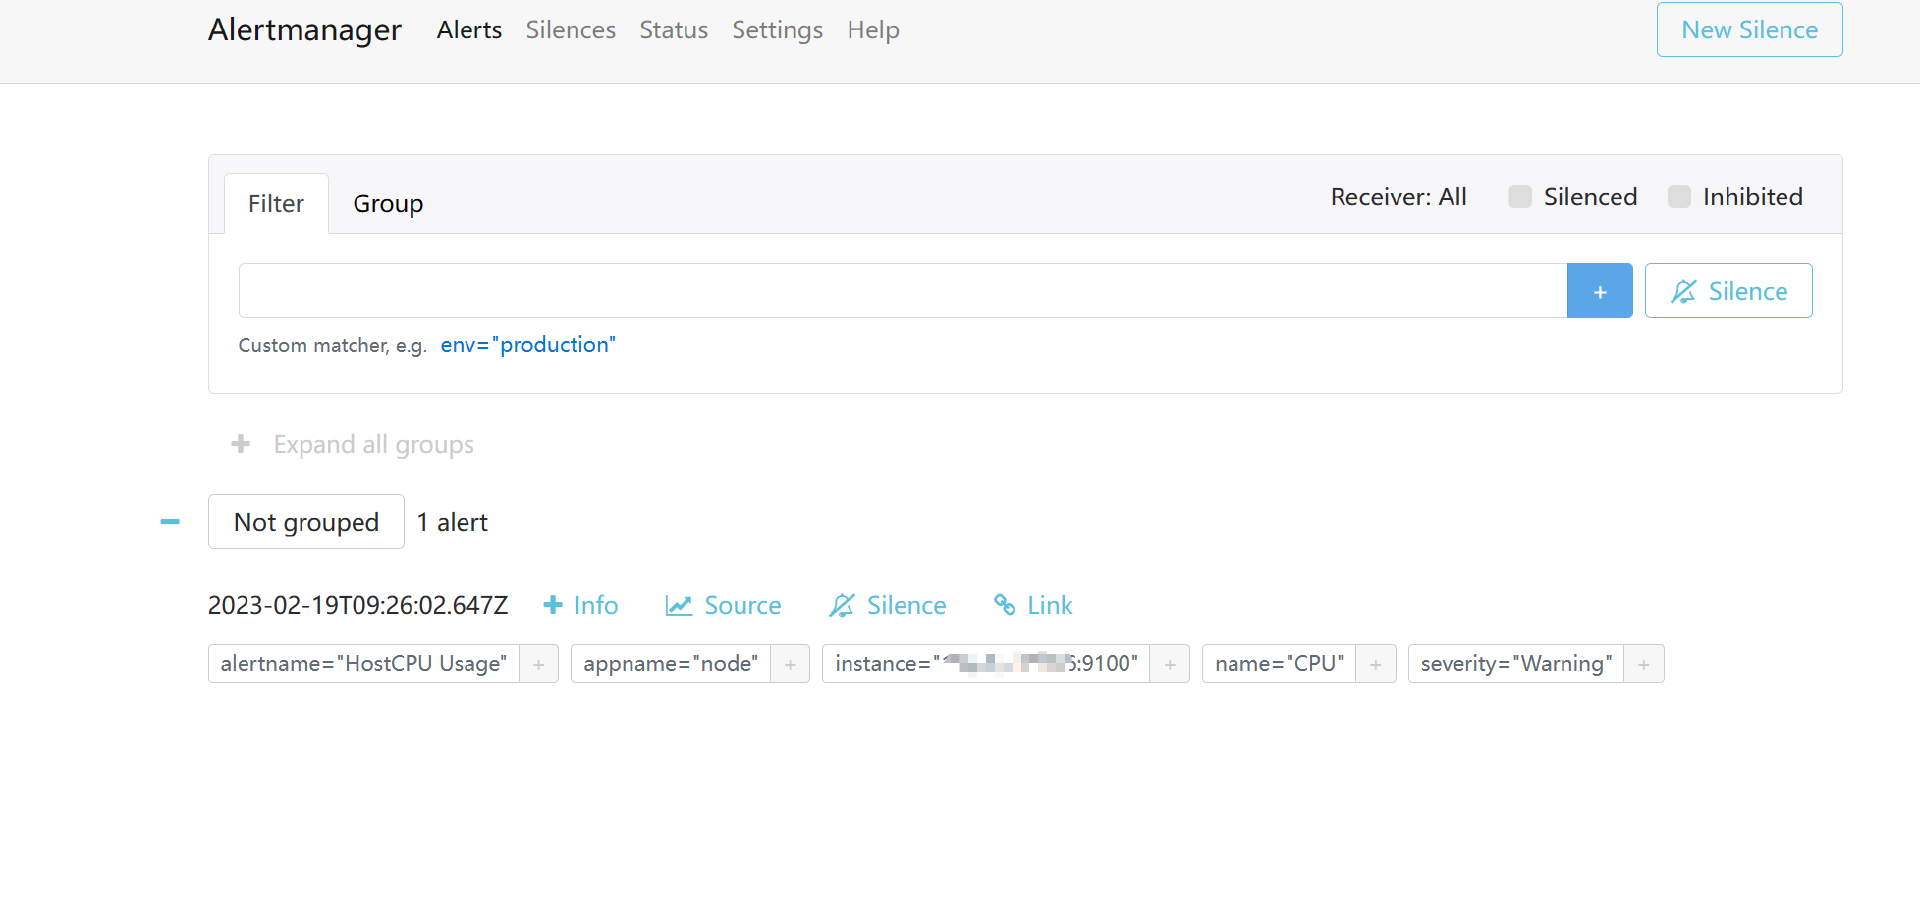 Alertmanager Alerts Silences Status Settings Help New Silence
Filter Group Receiver: All Silenced Inhibited
+ Silence
Custom matcher, e.g. env="production"
+ Expand all groups
Not grouped 1 alert
2023-02-19T09:26:02.647Z + Info Source Silence Link
alertname="HostCPU Usage" + appname="node" + instance=" :9100" + name="CPU" + severity="Warning" +